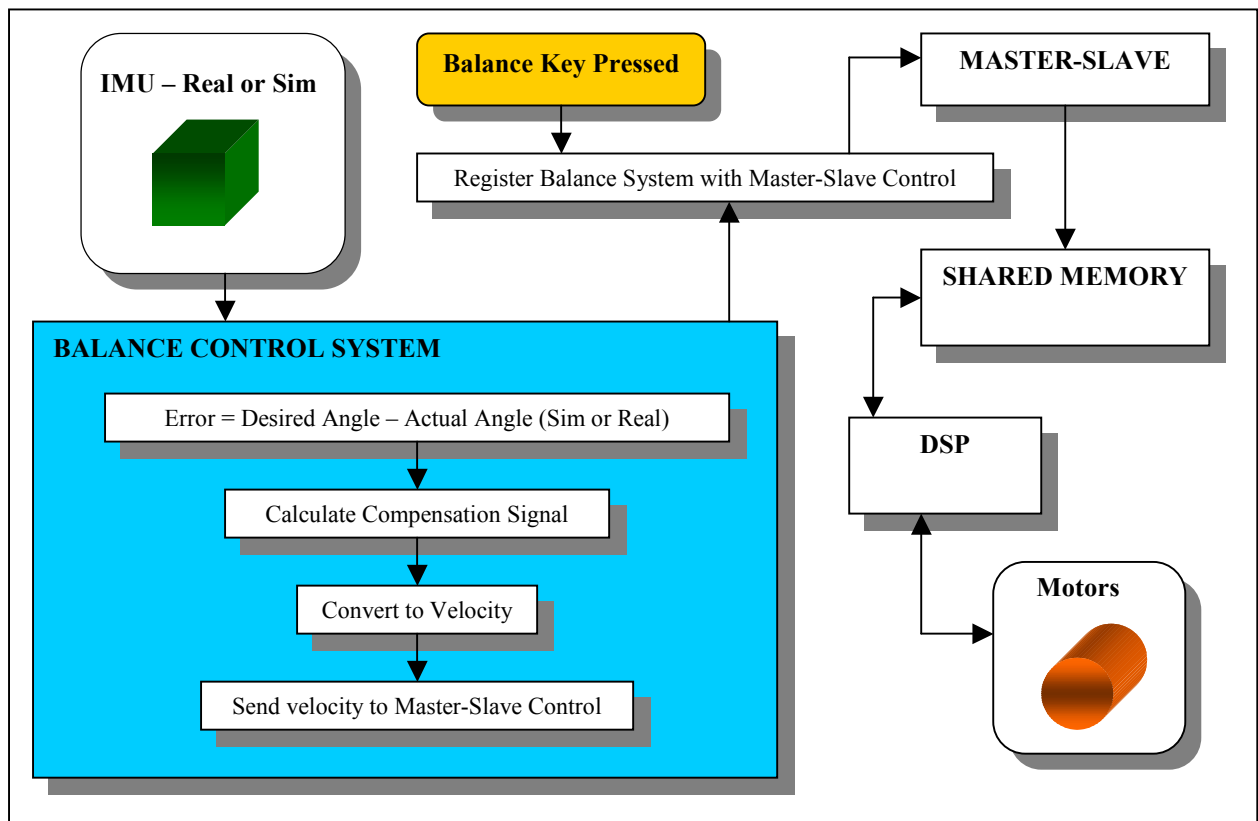 IMU – Real or Sim
Balance Key Pressed
MASTER-SLAVE
Register Balance System with Master-Slave Control
SHARED MEMORY
BALANCE CONTROL SYSTEM
Error = Desired Angle – Actual Angle (Sim or Real)
Calculate Compensation Signal
Convert to Velocity
Send velocity to Master-Slave Control
DSP
Motors